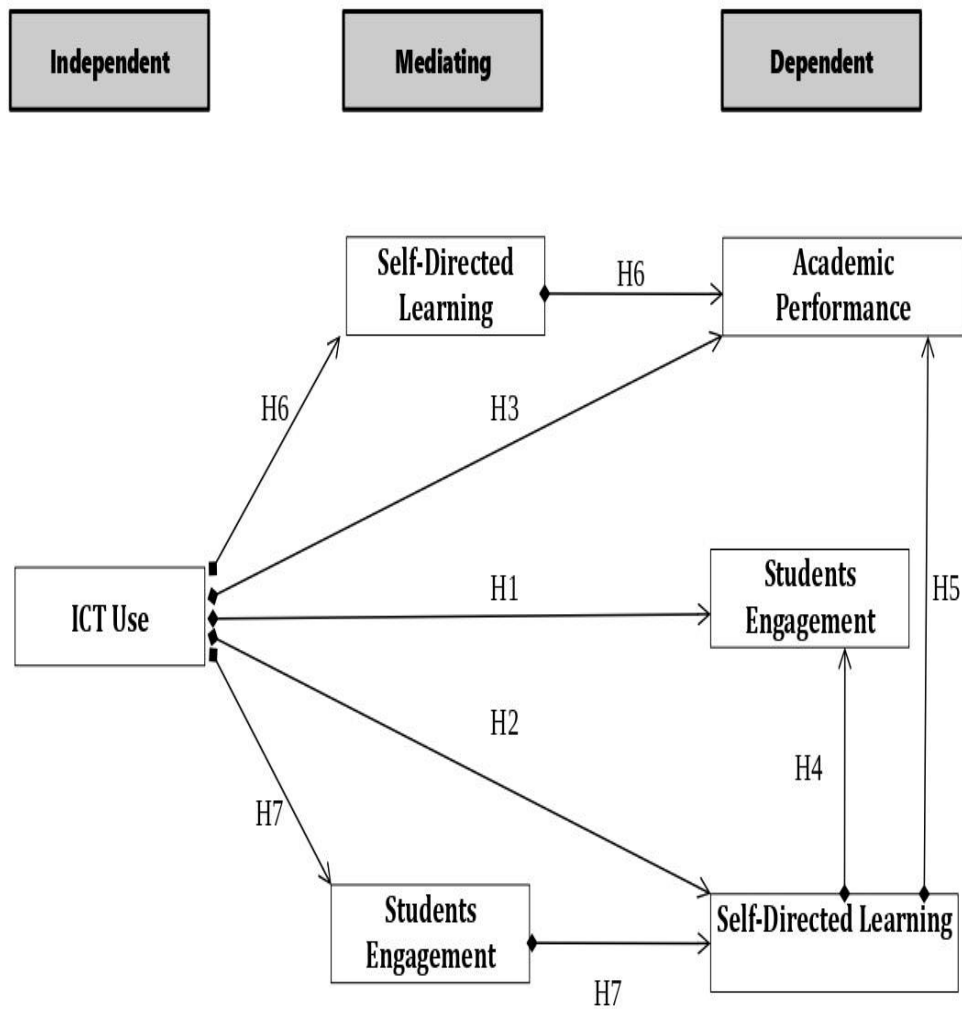 Independent
Mediating
Dependent
Self-Directed
Learning
H6
Academic
Performance
H6
H3
ICT Use
H1
Students
Engagement
H5
H2
H4
H7
Students
Engagement
H7
Self-Directed Learning